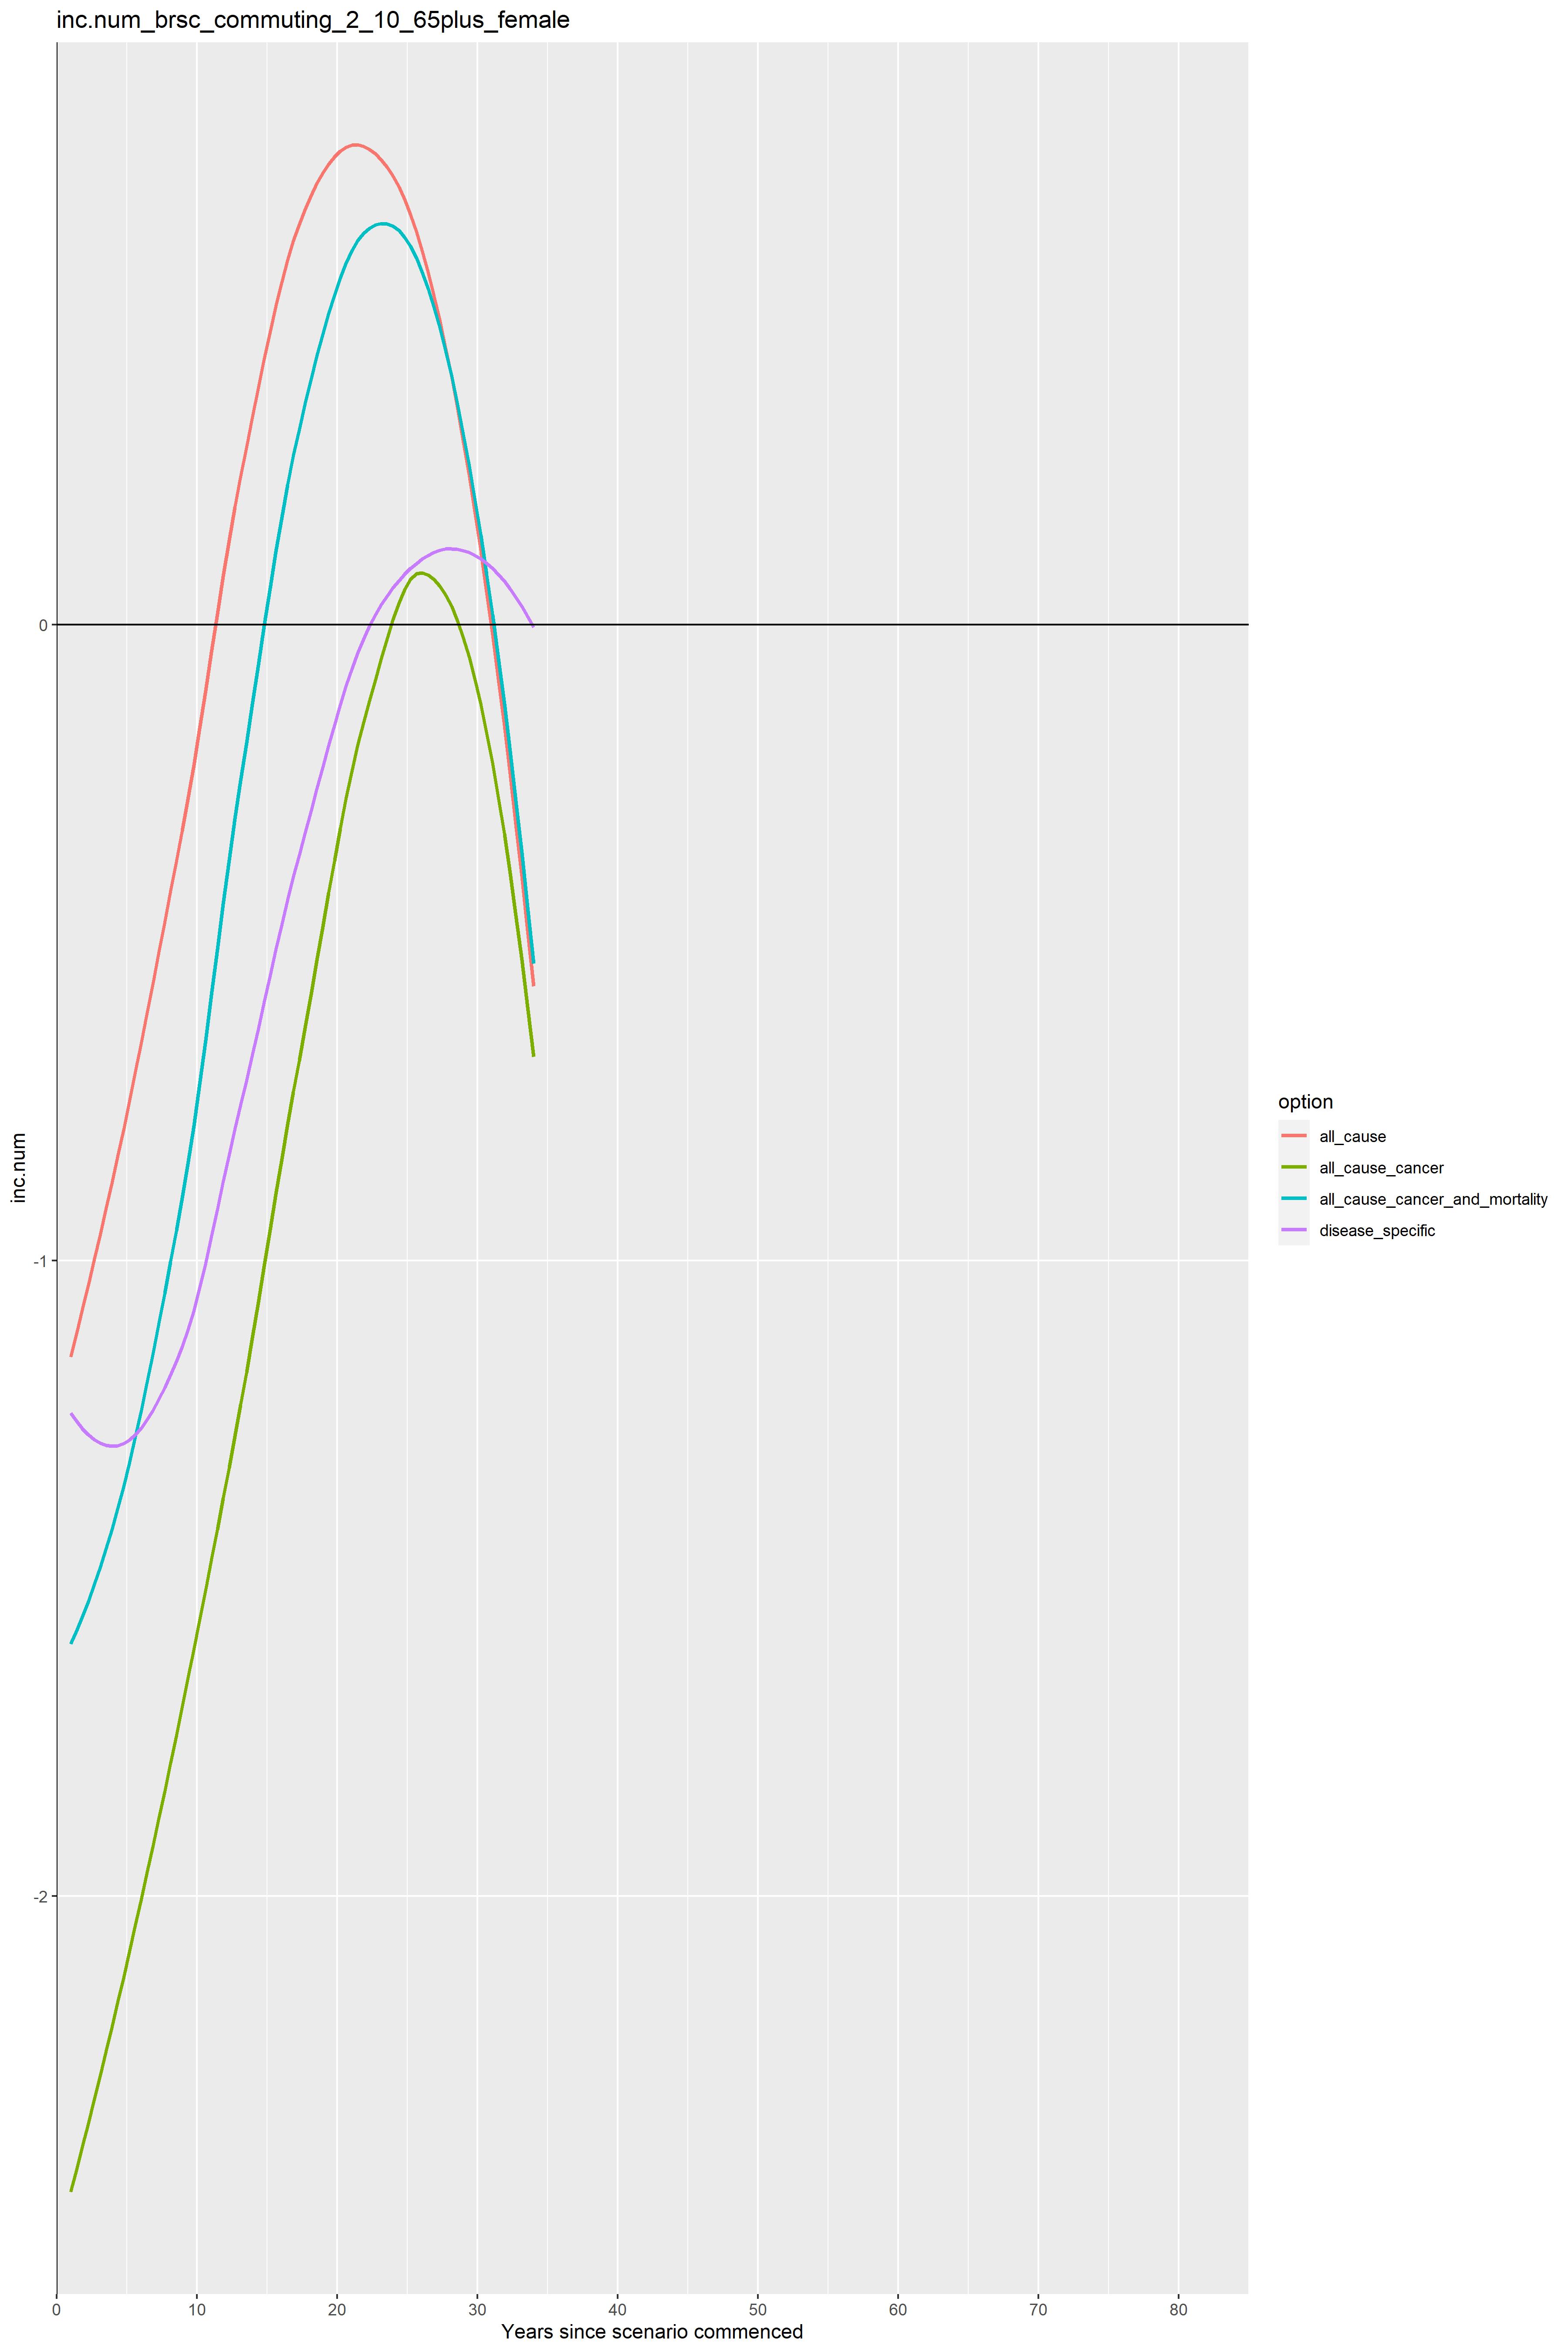 inc.num_brsc_commuting_2_10_65plus_female
inc.num
0
-1
-2
0 10 20 30 40 50 60 70 80
Years since scenario commenced
option
all_cause
all_cause_cancer
all_cause_cancer_and_mortality
disease_specific